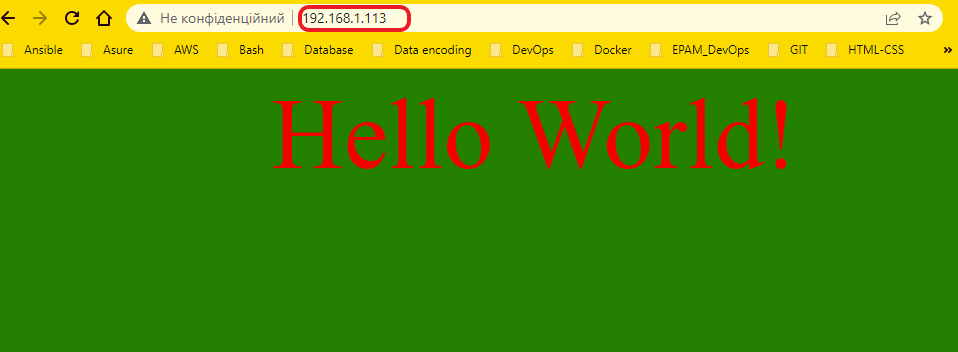 Не конфіденційний 192.168.1.113
Ansible Asure AWS Bash Database Data encoding DevOps Docker EPAM_DevOps GIT HTML-CSS »
Hello World!